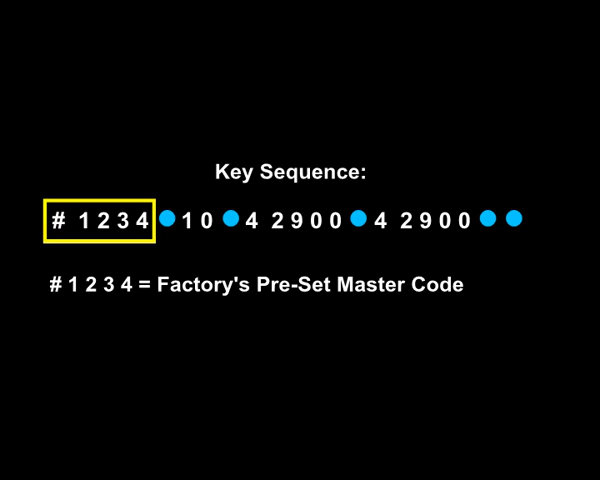 Key Sequence:
# 1 2 3 4 ● 1 0 ● 4 2 9 0 0 ● 4 2 9 0 0 ● ●
# 1 2 3 4 = Factory's Pre-Set Master Code